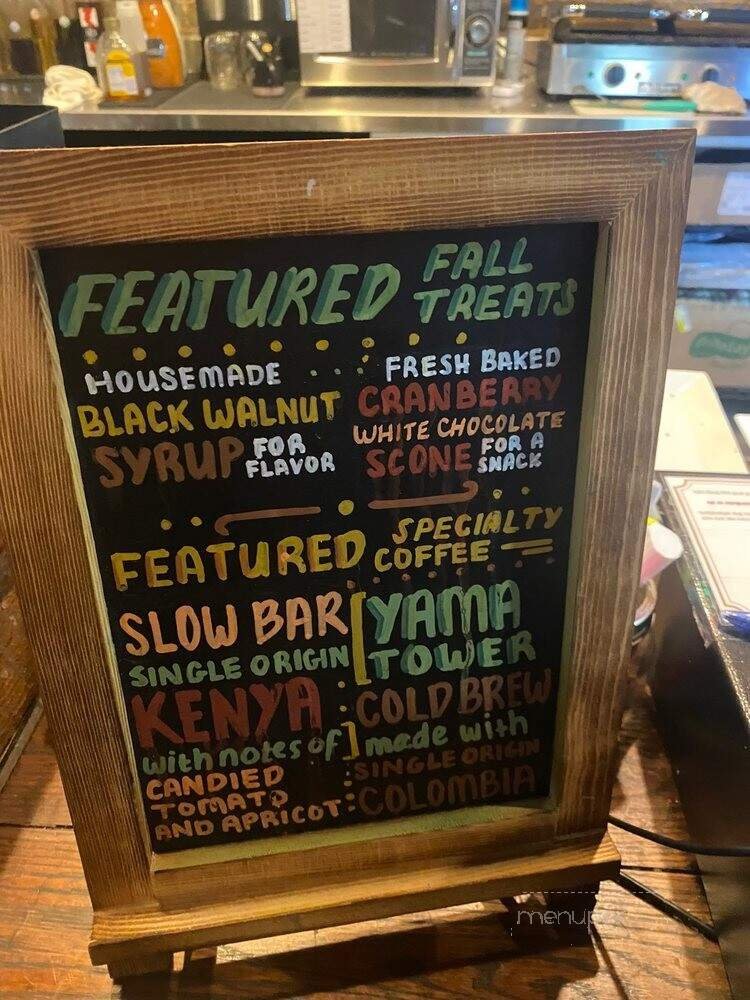 FEATURED FALL TREATS
HOUSEMADE
BLACK WALNUT
SYRUP FOR FLAVOR
FRESH BAKED
CRANBERRY
WHITE CHOCOLATE
SCONE FOR A SNACK
FEATURED SPECIALTY COFFEE
SLOW BAR
SINGLE ORIGIN
KENYA
with notes of
CANDIED
TOMATO
AND APRICOT
YAMA
TOWER
COLD BREW
made with
SINGLE ORIGIN
COLOMBIA